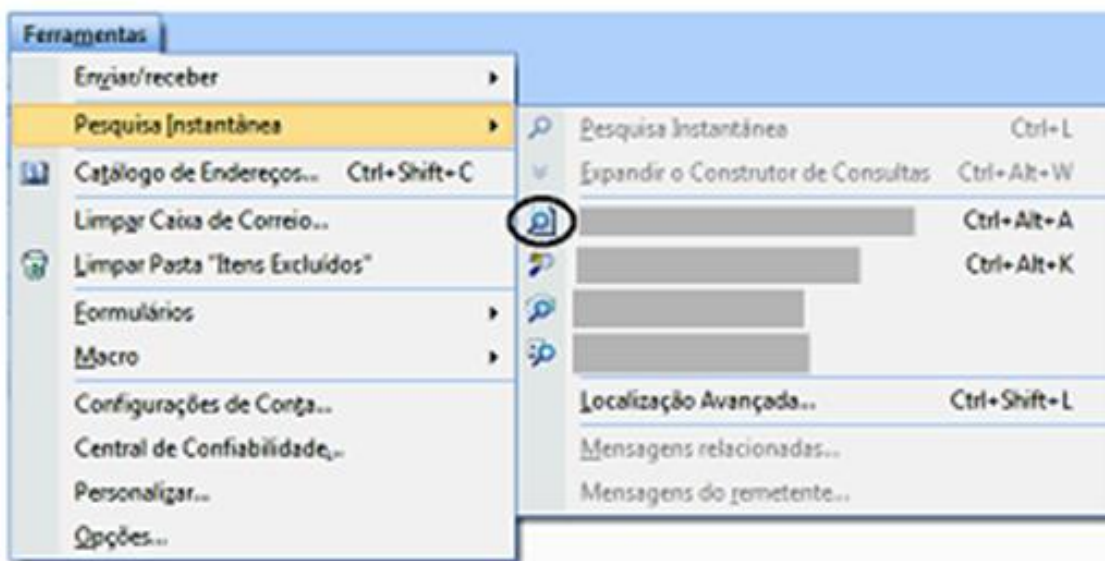 Ferramentas
Enviar/receber
Pesquisa Instantânea
Catálogo de Endereços... Ctrl+Shift+C
Limpar Caixa de Correio...
Limpar Pasta "Itens Excluídos"
Formulários
Macro
Configurações de Conta...
Central de Confiabilidade...
Personalizar...
Opções...
Pesquisa Instantânea Ctrl+L
Expandir o Construtor de Consultas Ctrl+Alt+W
Ctrl+Alt+A
Ctrl+Alt+K
Localização Avançada... Ctrl+Shift+L
Mensagens relacionadas...
Mensagens do remetente...